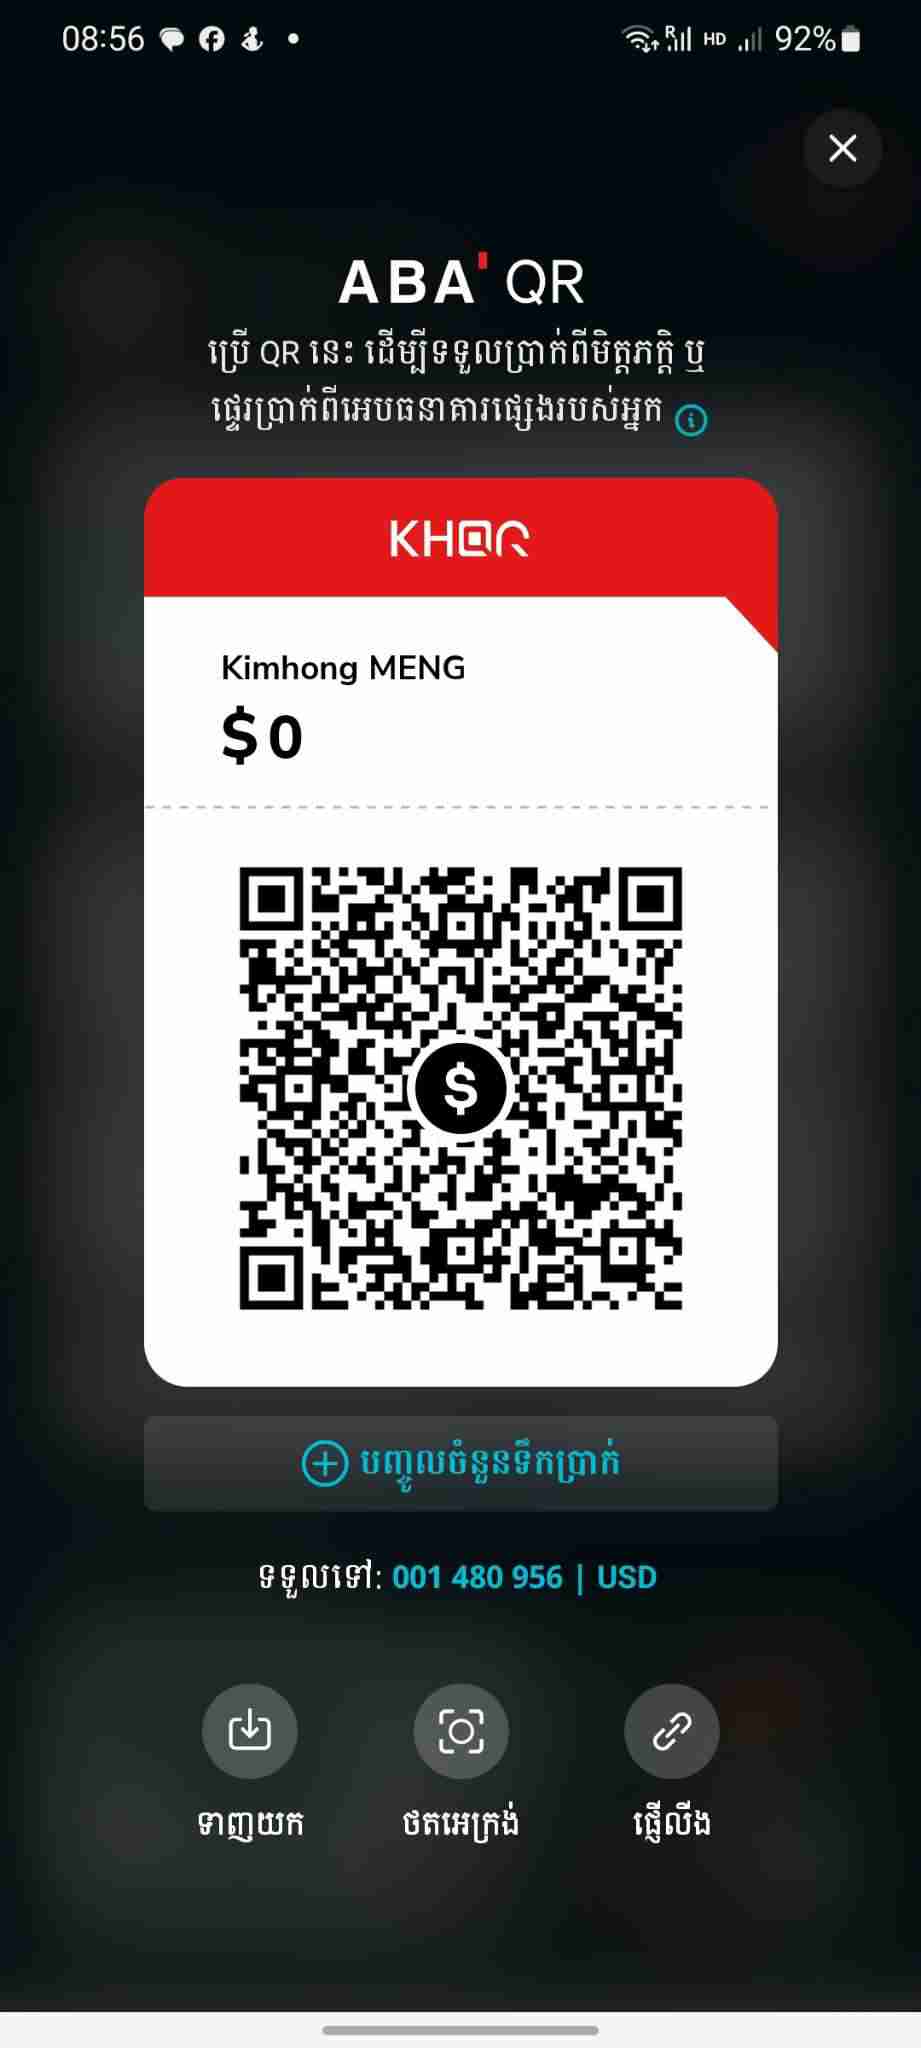 08:56
R HD 92%
ABA' QR
ប្រើ QR នេះ ដើម្បីទទួលប្រាក់ពីមិត្តភក្តិ ឬ
ផ្ទេរប្រាក់ពីអេបធនាគារផ្សេងរបស់អ្នក
KHQR
Kimhong MENG
$ 0
$
បញ្ចូលចំនួនទឹកប្រាក់
ទទួលទៅ: 001 480 956 | USD
ទាញយក ថតអេក្រង់ ផ្ញើលីង